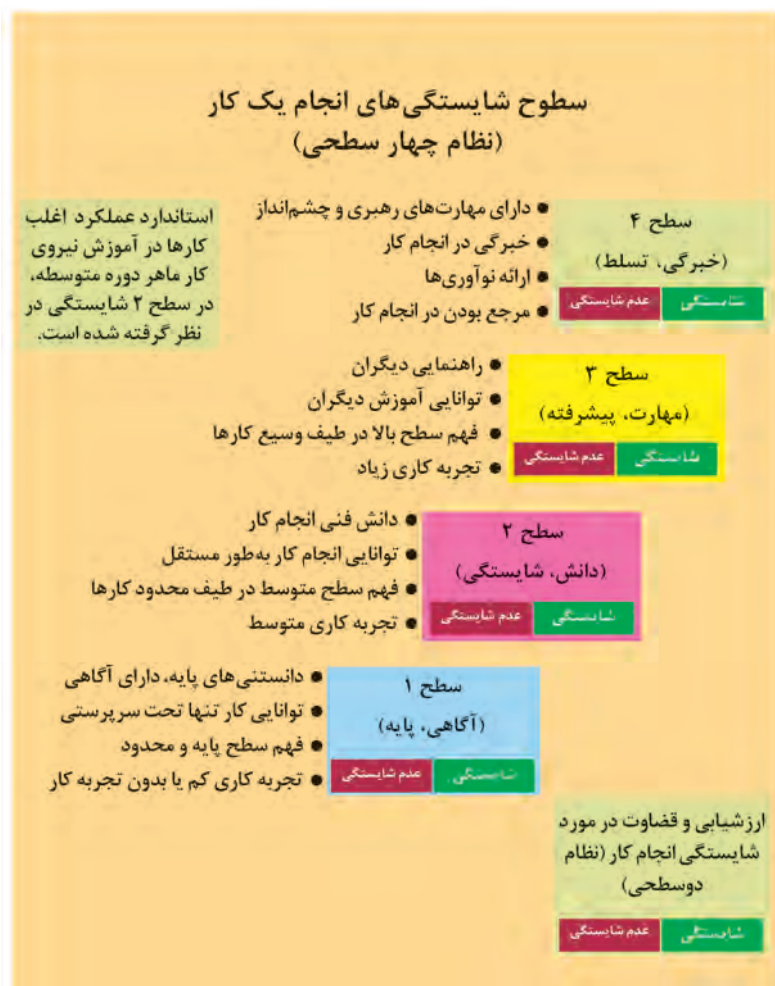 سطوح شایستگی‌های انجام یک کار
(نظام چهار سطحی)
سطح ۴
(خبرگی، تسلط)
شایستگی
عدم شایستگی
● دارای مهارت‌های رهبری و چشم‌انداز
● خبرگی در انجام کار
● ارائه نوآوری‌ها
● مرجع بودن در انجام کار
استاندارد عملکرد اغلب
کارها در آموزش نیروی
کار ماهر دوره متوسطه،
در سطح ۲ شایستگی در
نظر گرفته شده است.
سطح ۳
(مهارت، پیشرفته)
شایستگی
عدم شایستگی
● راهنمایی دیگران
● توانایی آموزش دیگران
● فهم سطح بالا در طیف وسیع کارها
● تجربه کاری زیاد
سطح ۲
(دانش، شایستگی)
شایستگی
عدم شایستگی
● دانش فنی انجام کار
● توانایی انجام کار به‌طور مستقل
● فهم سطح متوسط در طیف محدود کارها
● تجربه کاری متوسط
سطح ۱
(آگاهی، پایه)
شایستگی
عدم شایستگی
● دانستنی‌های پایه، دارای آگاهی
● توانایی کار تنها تحت سرپرستی
● فهم سطح پایه و محدود
● تجربه کاری کم یا بدون تجربه کار
ارزشیابی و قضاوت در مورد
شایستگی انجام کار (نظام
دوسطحی)
شایستگی
عدم شایستگی